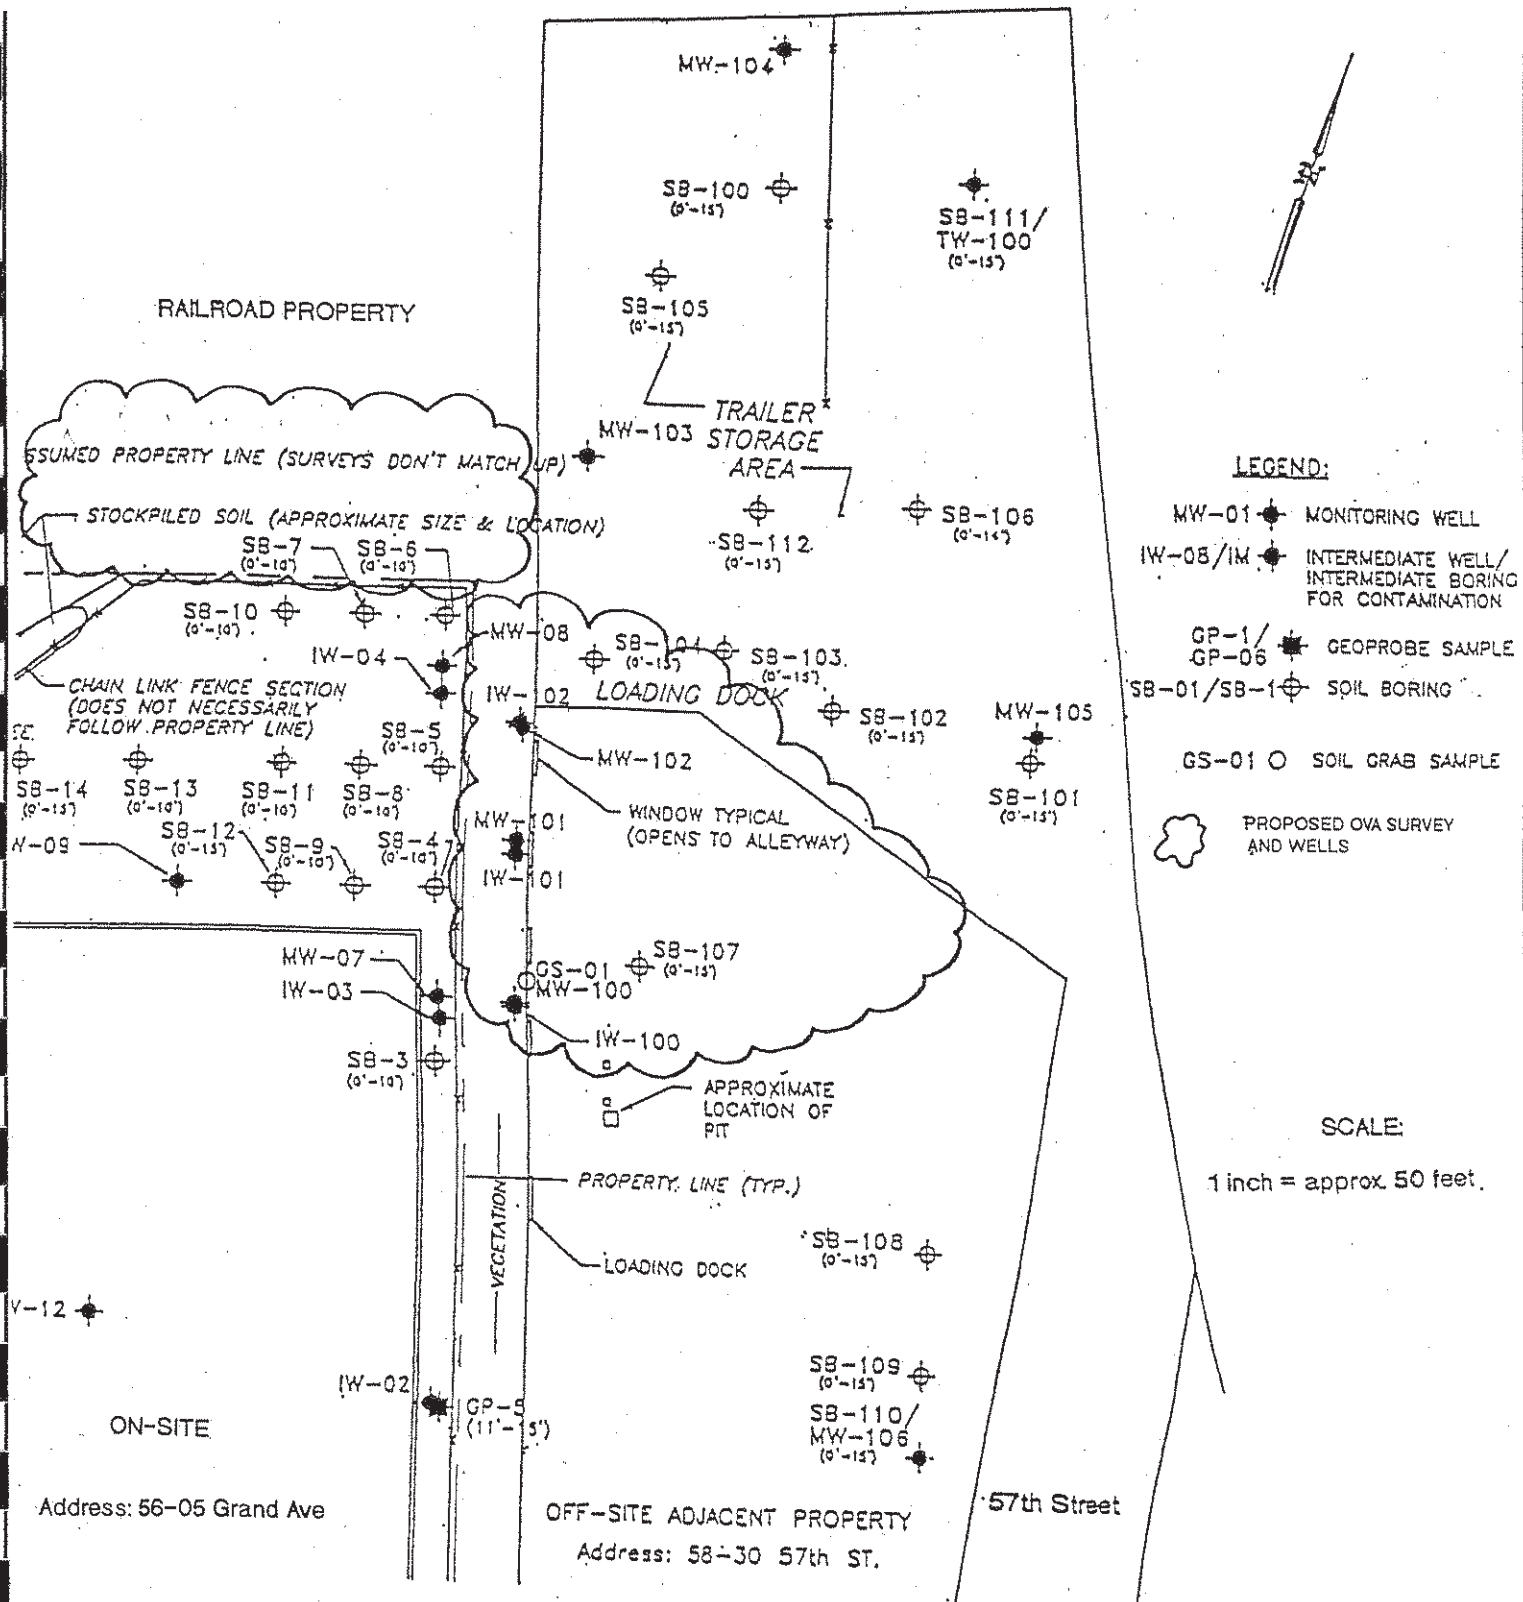 MW-104
SB-100
(0'-15')
SB-111/
TW-100
(0'-15')
SB-105
(0'-15')
RAILROAD PROPERTY
TRAILER
STORAGE
AREA
MW-103
SSUMED PROPERTY LINE (SURVEYS DON'T MATCH UP)
STOCKPILED SOIL (APPROXIMATE SIZE & LOCATION)
SB-7
(0'-10')
SB-6
(0'-10')
SB-112
(0'-15')
SB-106
(0'-15')
LEGEND:
MW-01 MONITORING WELL
IW-08/IM INTERMEDIATE WELL/
INTERMEDIATE BORING
FOR CONTAMINATION
GP-1/
GP-06 GEOPROBE SAMPLE
SB-01/SB-1 SOIL BORING
GS-01 SOIL GRAB SAMPLE
PROPOSED OVA SURVEY
AND WELLS
SB-10
(0'-10')
MW-08
IW-04
SB-104
(0'-15')
SB-103
(0'-15')
CHAIN LINK FENCE SECTION
(DOES NOT NECESSARILY
FOLLOW PROPERTY LINE)
IW-102
LOADING DOCK
SB-102
(0'-15')
MW-105
SB-5
(0'-10')
MW-102
SB-14
(0'-15')
SB-13
(0'-10')
SB-11
(0'-10')
SB-8
(0'-10')
SB-101
(0'-15')
WINDOW TYPICAL
(OPENS TO ALLEYWAY)
MW-101
IW-101
W-09
SB-12
(0'-15')
SB-9
(0'-10')
SB-4
(0'-10')
MW-07
IW-03
GS-01
SB-107
(0'-15')
MW-100
IW-100
SB-3
(0'-10')
APPROXIMATE
LOCATION OF
PIT
SCALE:
1 inch = approx. 50 feet.
PROPERTY LINE (TYP.)
VEGETATION
LOADING DOCK
SB-108
(0'-15')
V-12
IW-02
GP-5
(11'-15')
SB-109
(0'-15')
SB-110/
MW-106
(0'-15')
ON-SITE
Address: 56-05 Grand Ave
OFF-SITE ADJACENT PROPERTY
Address: 58-30 57th ST.
57th Street